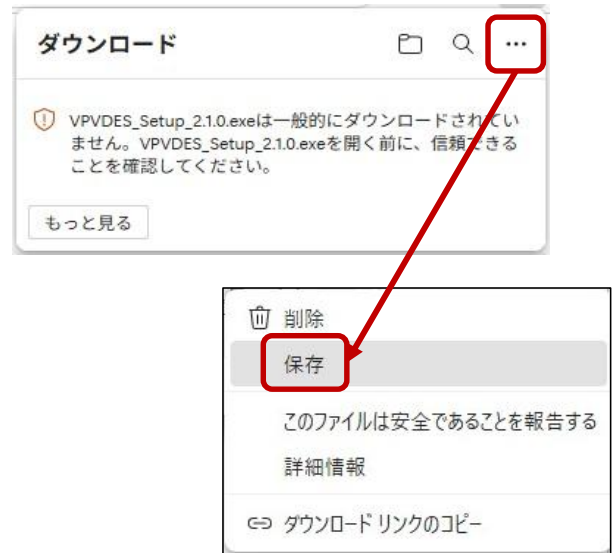 ダウンロード
VPVDES_Setup_2.1.0.exeは一般的にダウンロードされてい
ません。VPVDES_Setup_2.1.0.exeを開く前に、信頼できる
ことを確認してください。
もっと見る
削除
保存
このファイルは安全であることを報告する
詳細情報
ダウンロード リンクのコピー